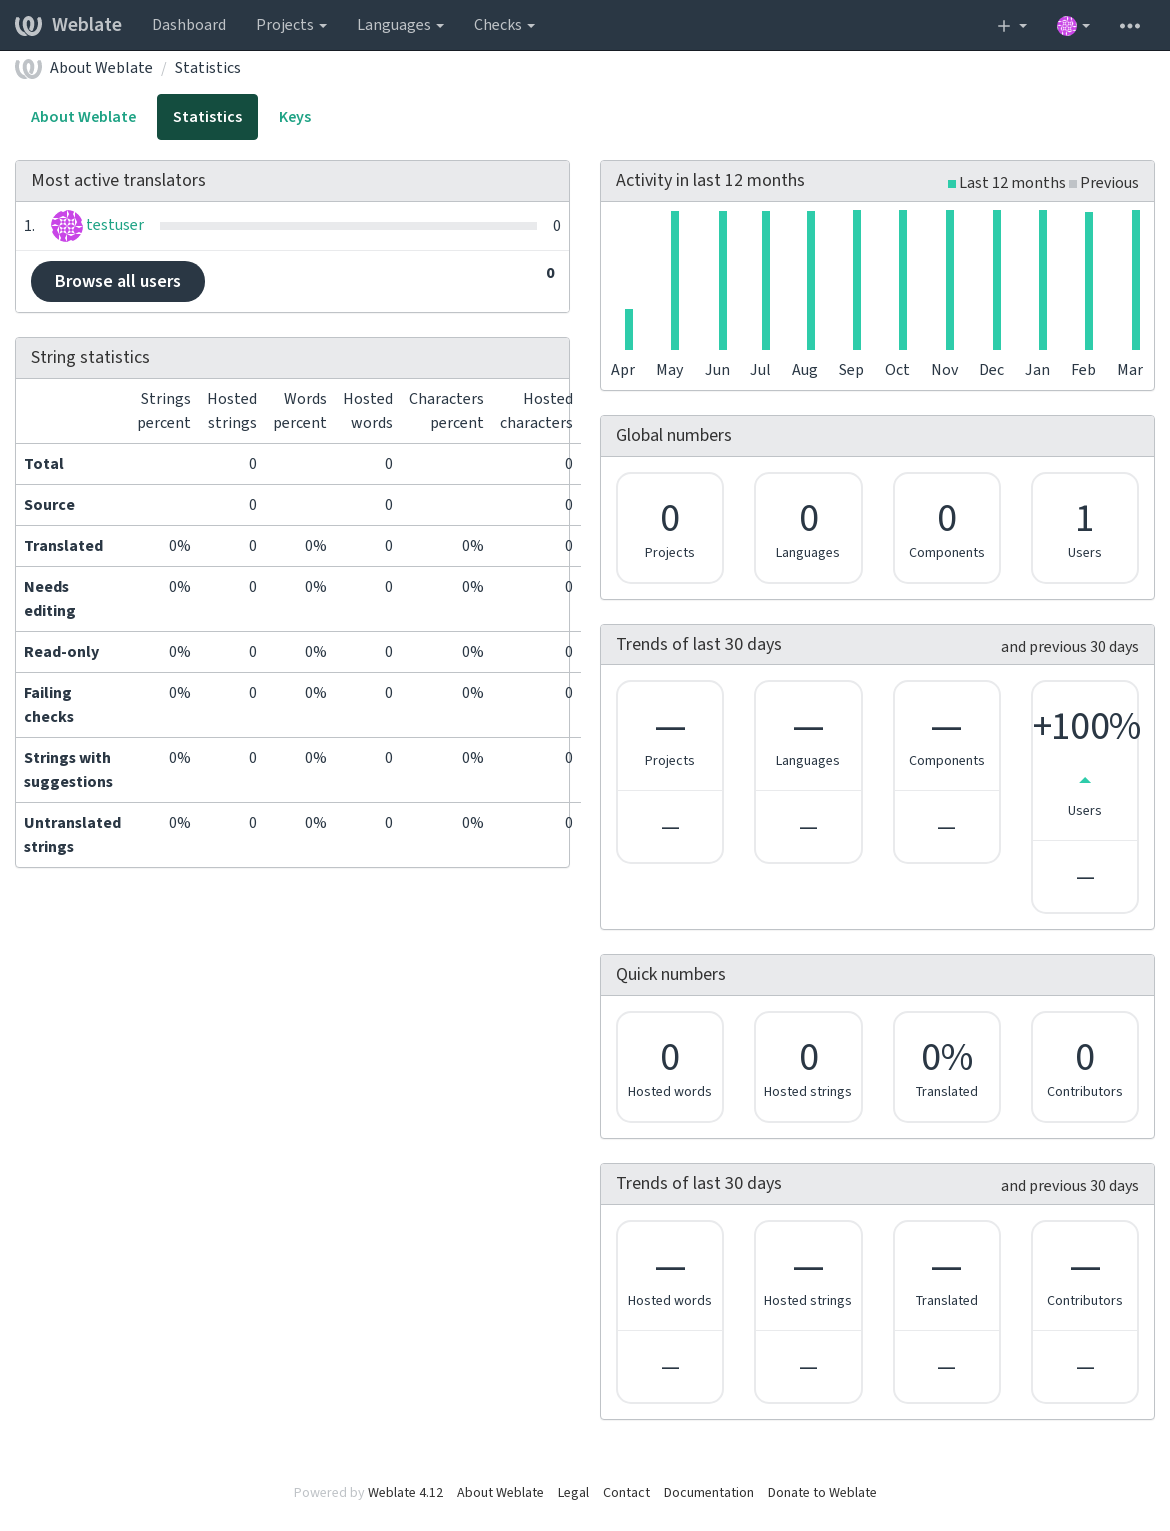 Weblate Dashboard Projects Languages Checks
About Weblate / Statistics
About Weblate Statistics Keys
Most active translators
1. testuser 0
Browse all users 0
String statistics
Strings percent Hosted strings Words percent Hosted words Characters percent Hosted characters
Total 0 0 0
Source 0 0 0
Translated 0% 0 0% 0 0% 0
Needs editing 0% 0 0% 0 0% 0
Read-only 0% 0 0% 0 0% 0
Failing checks 0% 0 0% 0 0% 0
Strings with suggestions 0% 0 0% 0 0% 0
Untranslated strings 0% 0 0% 0 0% 0
Activity in last 12 months Last 12 months Previous
Apr May Jun Jul Aug Sep Oct Nov Dec Jan Feb Mar
Global numbers
0 0 0 1
Projects Languages Components Users
Trends of last 30 days and previous 30 days
— — — +100%
Projects Languages Components Users
— — — —
Quick numbers
0 0 0% 0
Hosted words Hosted strings Translated Contributors
Trends of last 30 days and previous 30 days
— — — —
Hosted words Hosted strings Translated Contributors
— — — —
Powered by Weblate 4.12 About Weblate Legal Contact Documentation Donate to Weblate